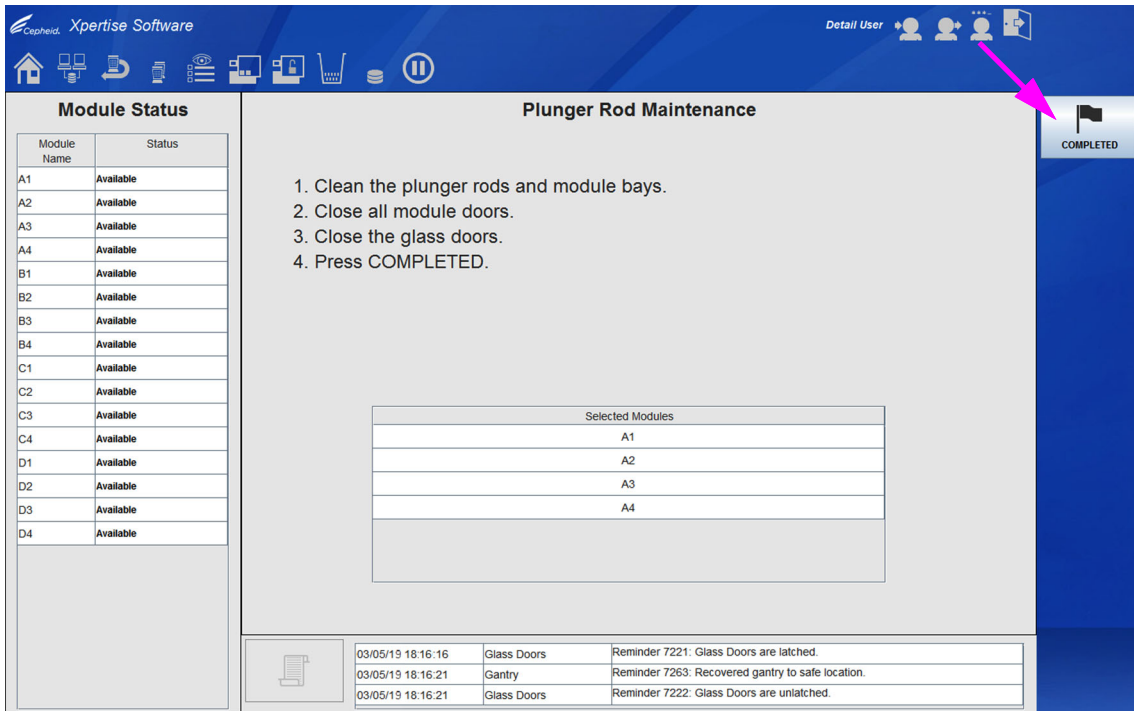 Cepheid. Xpertise Software
Detail User
Module Status
Plunger Rod Maintenance
COMPLETED
Module Name Status
A1 Available
A2 Available
A3 Available
A4 Available
B1 Available
B2 Available
B3 Available
B4 Available
C1 Available
C2 Available
C3 Available
C4 Available
D1 Available
D2 Available
D3 Available
D4 Available
1. Clean the plunger rods and module bays.
2. Close all module doors.
3. Close the glass doors.
4. Press COMPLETED.
Selected Modules
A1
A2
A3
A4
03/05/19 18:16:16 Glass Doors Reminder 7221: Glass Doors are latched.
03/05/19 18:16:21 Gantry Reminder 7263: Recovered gantry to safe location.
03/05/19 18:16:21 Glass Doors Reminder 7222: Glass Doors are unlatched.